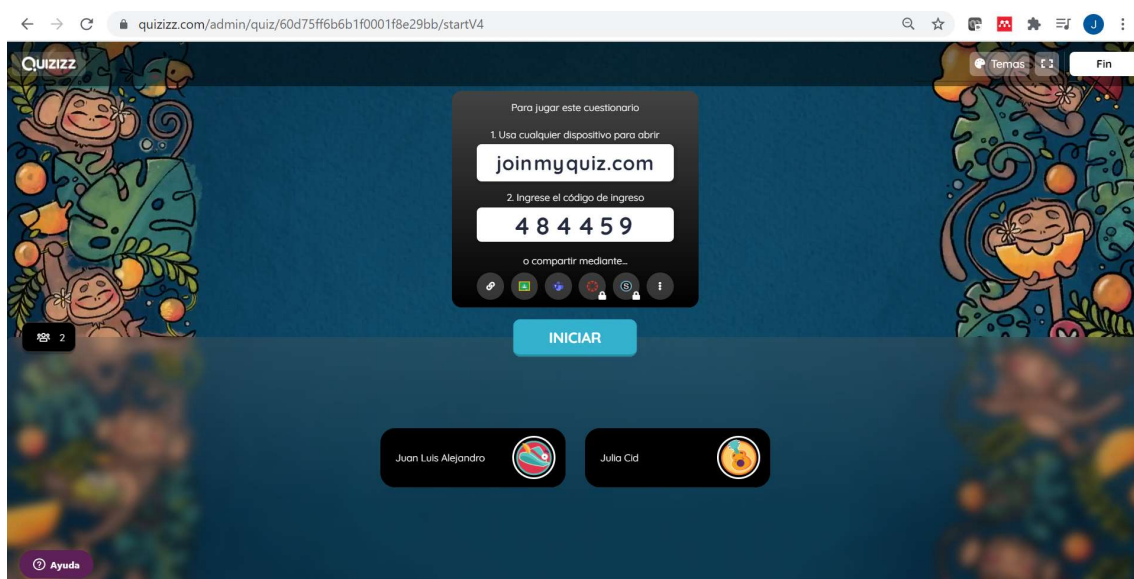 quizizz.com/admin/quiz/60d75ff6b6b1f0001f8e29bb/startV4
J
Quizizz
Temas
Fin
Para jugar este cuestionario
1. Usa cualquier dispositivo para abrir
joinmyquiz.com
2. Ingrese el código de ingreso
484459
o compartir mediante...
S
2
INICIAR
Juan Luis Alejandro
Julia Cid
? Ayuda